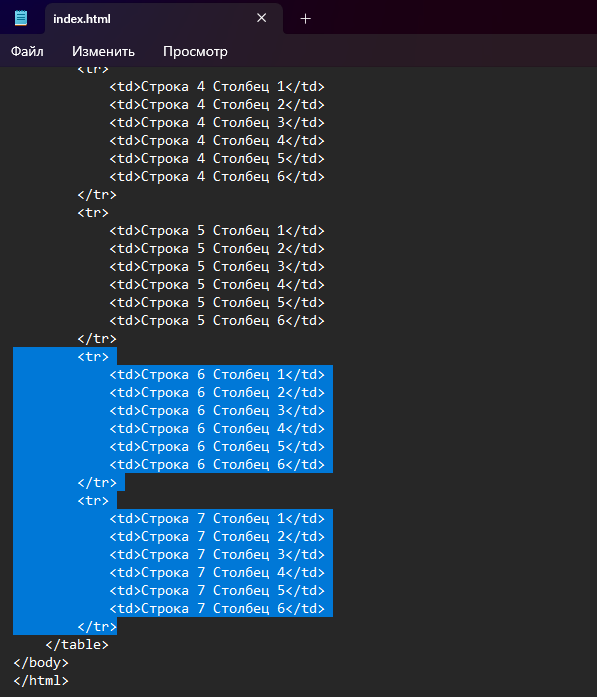 index.html
Файл Изменить Просмотр
<tr>
<td>Строка 4 Столбец 1</td>
<td>Строка 4 Столбец 2</td>
<td>Строка 4 Столбец 3</td>
<td>Строка 4 Столбец 4</td>
<td>Строка 4 Столбец 5</td>
<td>Строка 4 Столбец 6</td>
</tr>
<tr>
<td>Строка 5 Столбец 1</td>
<td>Строка 5 Столбец 2</td>
<td>Строка 5 Столбец 3</td>
<td>Строка 5 Столбец 4</td>
<td>Строка 5 Столбец 5</td>
<td>Строка 5 Столбец 6</td>
</tr>
<tr>
<td>Строка 6 Столбец 1</td>
<td>Строка 6 Столбец 2</td>
<td>Строка 6 Столбец 3</td>
<td>Строка 6 Столбец 4</td>
<td>Строка 6 Столбец 5</td>
<td>Строка 6 Столбец 6</td>
</tr>
<tr>
<td>Строка 7 Столбец 1</td>
<td>Строка 7 Столбец 2</td>
<td>Строка 7 Столбец 3</td>
<td>Строка 7 Столбец 4</td>
<td>Строка 7 Столбец 5</td>
<td>Строка 7 Столбец 6</td>
</tr>
</table>
</body>
</html>